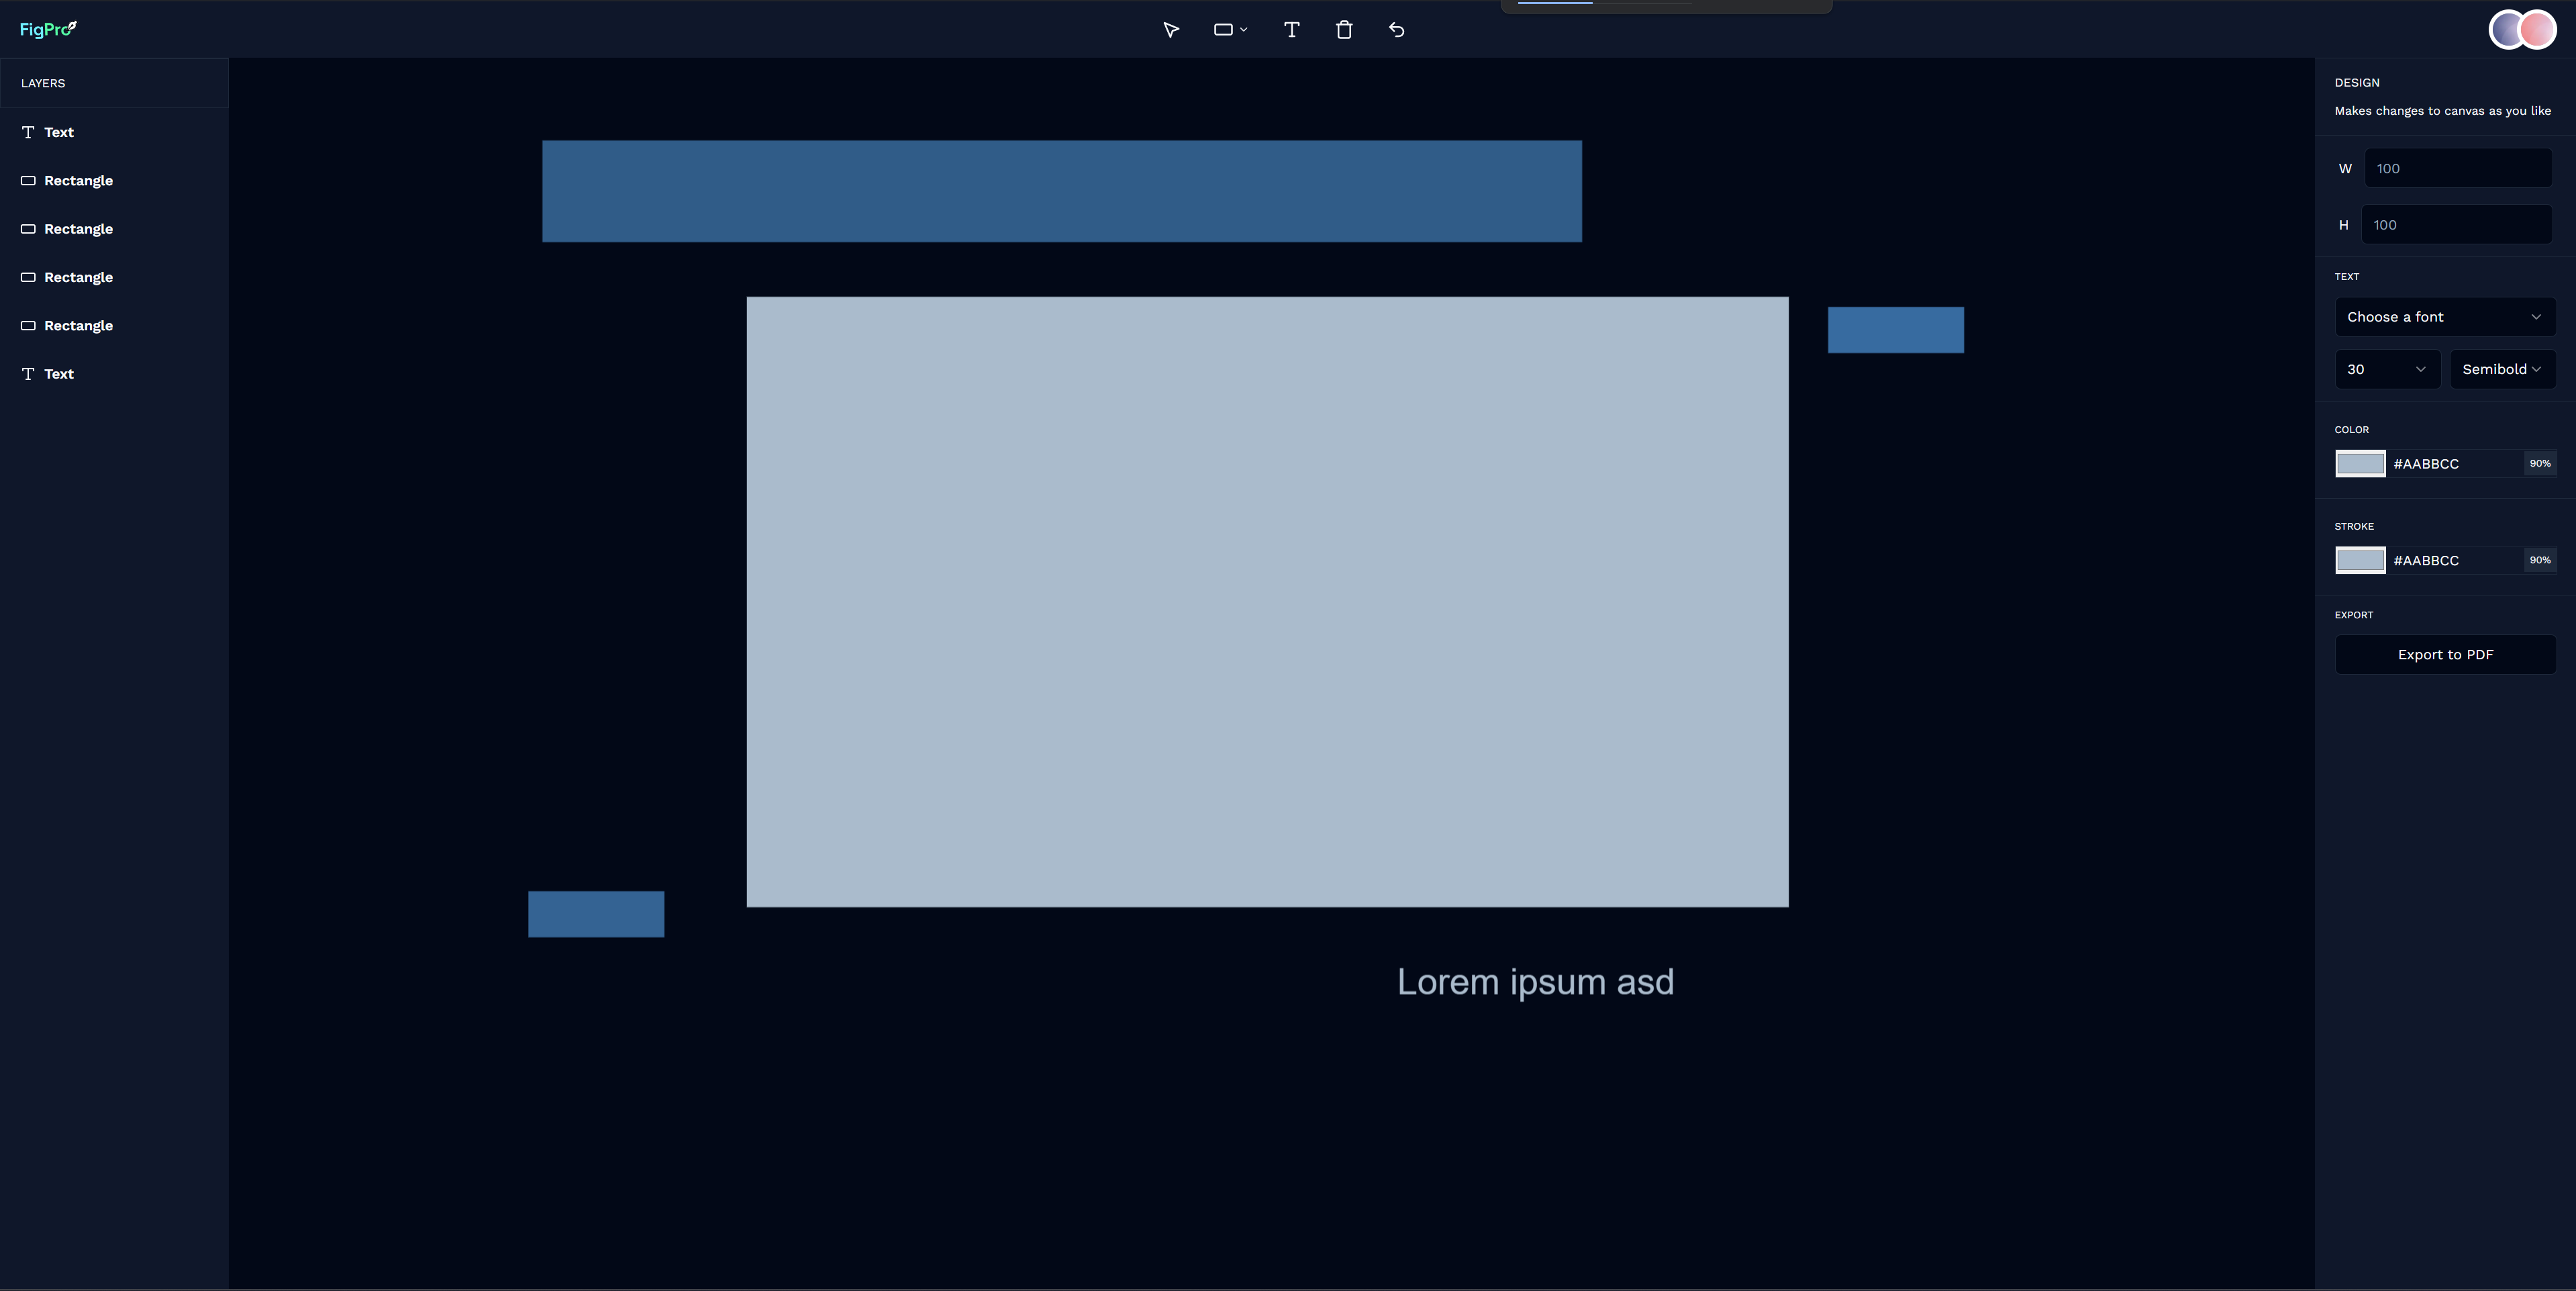 FigPro
LAYERS
Text
Rectangle
Rectangle
Rectangle
Rectangle
Text
Lorem ipsum asd
DESIGN
Makes changes to canvas as you like
W 100
H 100
TEXT
Choose a font
30 Semibold
COLOR
#AABBCC 90%
STROKE
#AABBCC 90%
EXPORT
Export to PDF